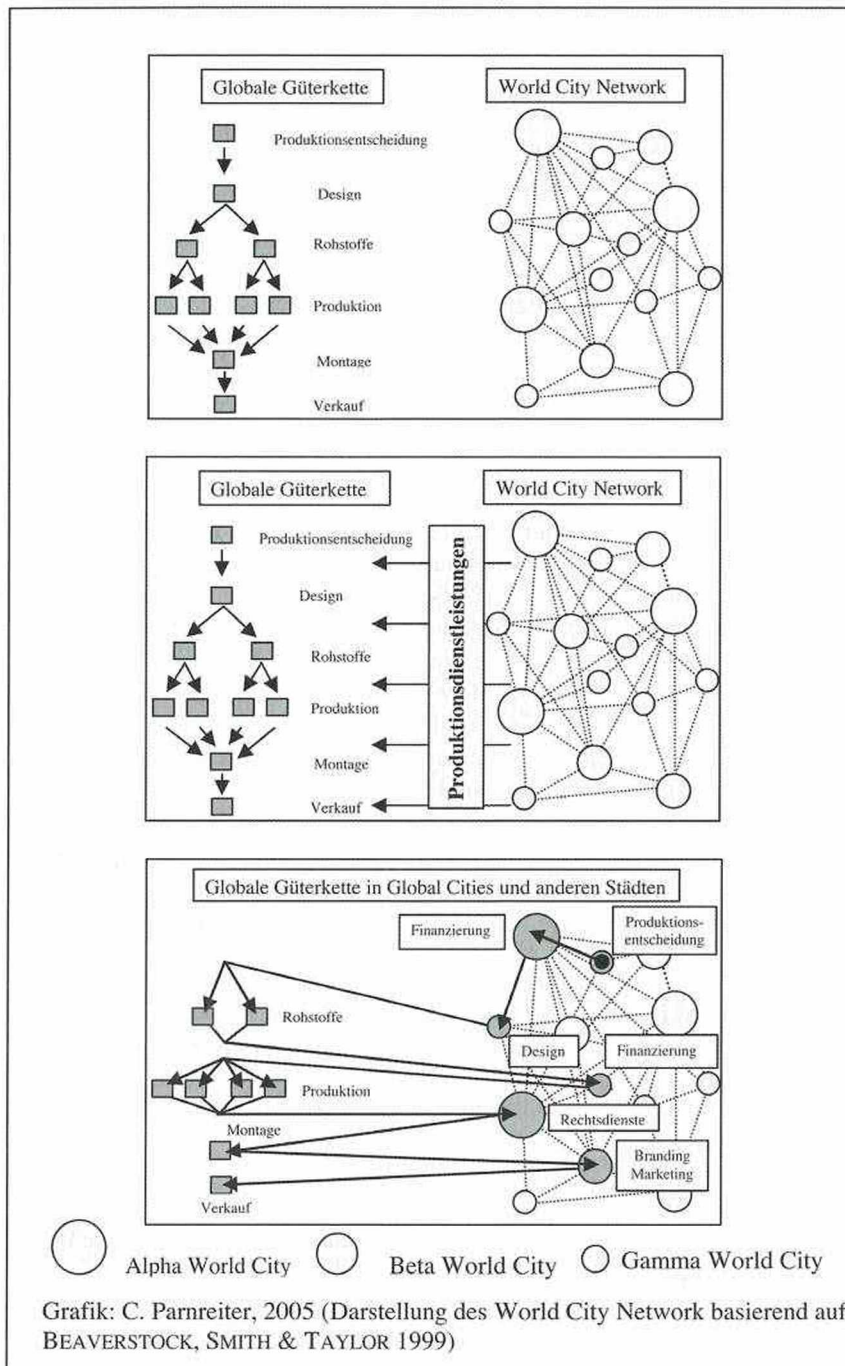 Globale Güterkette
World City Network
Produktionsentscheidung
Design
Rohstoffe
Produktion
Montage
Verkauf
Globale Güterkette
World City Network
Produktionsentscheidung
Design
Rohstoffe
Produktion
Montage
Verkauf
Produktionsdienstleistungen
Globale Güterkette in Global Cities und anderen Städten
Finanzierung
Produktions-
entscheidung
Rohstoffe
Design
Finanzierung
Produktion
Rechtsdienste
Montage
Branding
Marketing
Verkauf
Alpha World City
Beta World City
Gamma World City
Grafik: C. Parnreiter, 2005 (Darstellung des World City Network basierend auf
BEAVERSTOCK, SMITH & TAYLOR 1999)